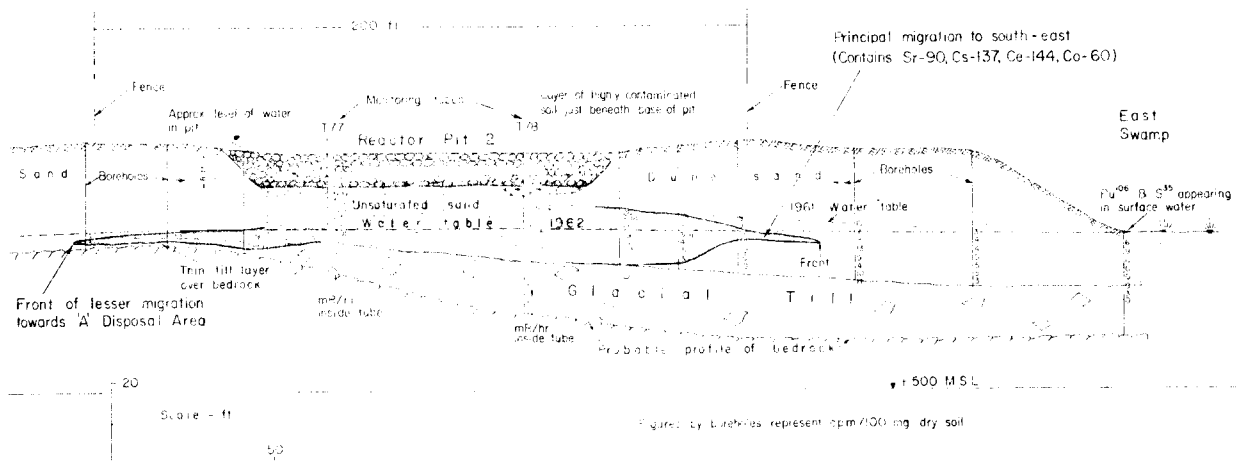 200 ft
Principal migration to south-east
(Contains Sr-90, Cs-137, Ce-144, Co-60)
Fence
Approx level of water
in pit
Monitoring tubes
Layer of highly contaminated
soil just beneath base of pit
Fence
T77
T78
East
Swamp
Reactor Pit 2
Sand
Boreholes
Dune sand
Boreholes
Unsaturated sand
Water table
1962
1961 Water table
Ru¹⁰⁶ & S³⁵ appearing
in surface water
Thin till layer
over bedrock
Front
Front of lesser migration
towards 'A' Disposal Area
mR/hr
inside tube
mR/hr
inside tube
Glacial Till
Probable profile of bedrock
20
+500 MSL
Scale - ft
Figures by boreholes represent cpm/100 mg dry soil
50